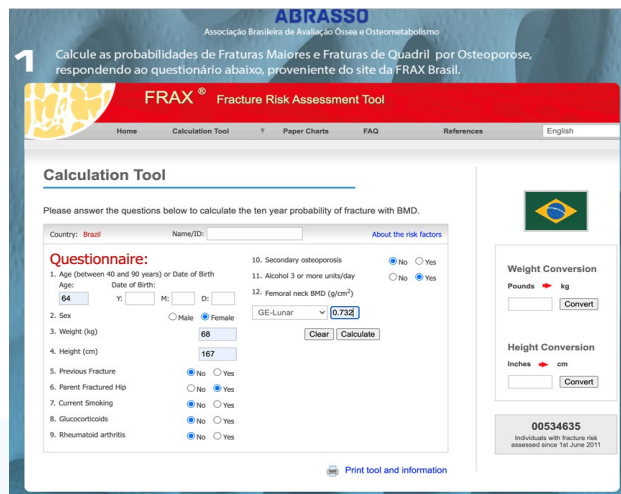 ABRASSO
Associação Brasileira de Avaliação Óssea e Osteometabolismo
1
Calcule as probabilidades de Fraturas Maiores e Fraturas de Quadril por Osteoporose,
respondendo ao questionário abaixo, proveniente do site da FRAX Brasil.
FRAX ® Fracture Risk Assessment Tool
Home Calculation Tool ▼ Paper Charts FAQ References English
Calculation Tool
Please answer the questions below to calculate the ten year probability of fracture with BMD.
Country: Brazil Name/ID: About the risk factors
Questionnaire:
1. Age (between 40 and 90 years) or Date of Birth
Age: Date of Birth:
64 Y: M: D:
2. Sex Male Female
3. Weight (kg) 68
4. Height (cm) 167
5. Previous Fracture No Yes
6. Parent Fractured Hip No Yes
7. Current Smoking No Yes
8. Glucocorticoids No Yes
9. Rheumatoid arthritis No Yes
10. Secondary osteoporosis No Yes
11. Alcohol 3 or more units/day No Yes
12. Femoral neck BMD (g/cm²)
GE-Lunar 0.732
Clear Calculate
Print tool and information
Weight Conversion
Pounds kg
Convert
Height Conversion
Inches cm
Convert
00534635
Individuals with fracture risk
assessed since 1st June 2011